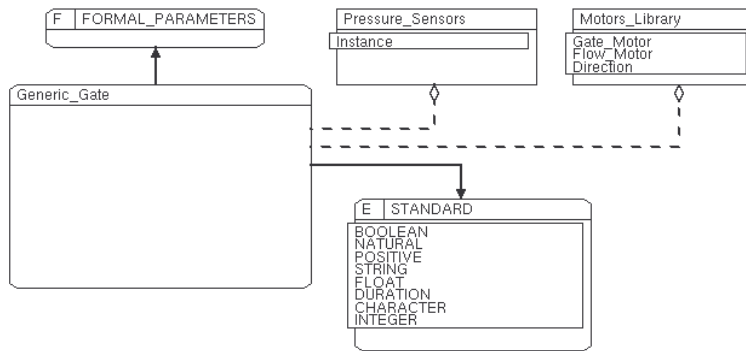 F FORMAL_PARAMETERS
Pressure_Sensors
Instance
Motors_Library
Gate_Motor
Flow_Motor
Direction
Generic_Gate
E STANDARD
BOOLEAN
NATURAL
POSITIVE
STRING
FLOAT
DURATION
CHARACTER
INTEGER